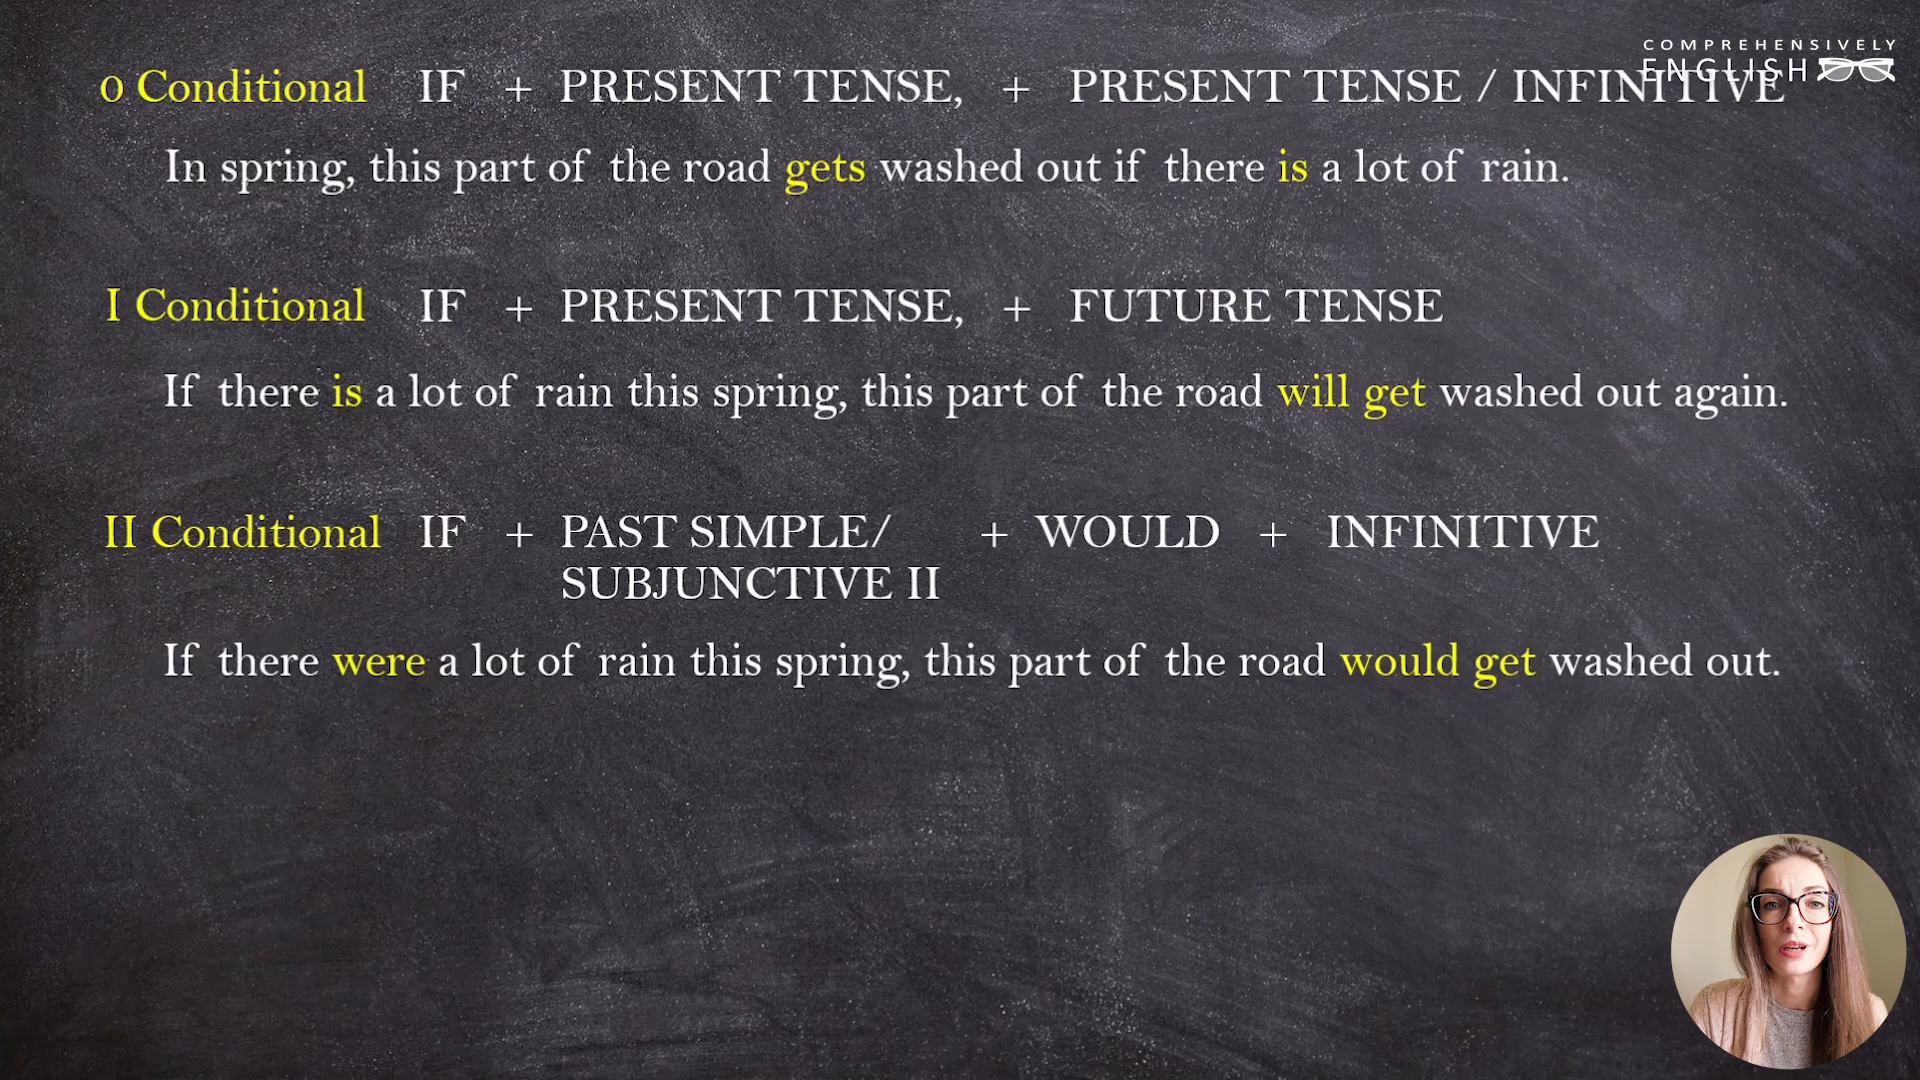 COMPREHENSIVELY
ENGLISH
0 Conditional IF + PRESENT TENSE, + PRESENT TENSE / INFINITIVE
In spring, this part of the road gets washed out if there is a lot of rain.
I Conditional IF + PRESENT TENSE, + FUTURE TENSE
If there is a lot of rain this spring, this part of the road will get washed out again.
II Conditional IF + PAST SIMPLE/ + WOULD + INFINITIVE
SUBJUNCTIVE II
If there were a lot of rain this spring, this part of the road would get washed out.